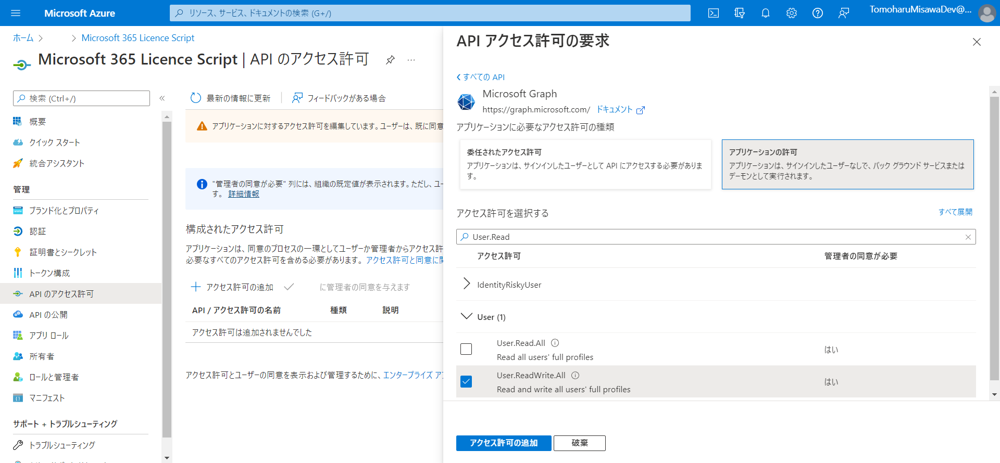 Microsoft Azure
リソース、サービス、ドキュメントの検索 (G+/)
TomoharuMisawaDev@...
ホーム
Microsoft 365 Licence Script
Microsoft 365 Licence Script | API のアクセス許可
検索 (Ctrl+/)
概要
クイック スタート
統合アシスタント
管理
ブランド化とプロパティ
認証
証明書とシークレット
トークン構成
API のアクセス許可
API の公開
アプリ ロール
所有者
ロールと管理者
マニフェスト
サポート + トラブルシューティング
トラブルシューティング
最新の情報に更新
フィードバックがある場合
アプリケーションに対するアクセス許可を編集しています。ユーザーは、既に同意
"管理者の同意が必要" 列には、組織の既定値が表示されます。ただし、ユー
す。 詳細情報
構成されたアクセス許可
アプリケーションは、同意のプロセスの一環としてユーザーか管理者からアクセス許
必要なすべてのアクセス許可を含める必要があります。アクセス許可と同意に関
アクセス許可の追加
に管理者の同意を与えます
API / アクセス許可の名前
種類
説明
アクセス許可は追加されませんでした
アクセス許可とユーザーの同意を表示および管理するために、エンタープライズ ア
API アクセス許可の要求
すべての API
Microsoft Graph
https://graph.microsoft.com/ ドキュメント
アプリケーションに必要なアクセス許可の種類
委任されたアクセス許可
アプリケーションは、サインインしたユーザーとして API にアクセスする必要がありま
す。
アプリケーションの許可
アプリケーションは、サインインしたユーザーなしで、バック グラウンド サービスまたは
デーモンとして実行されます。
アクセス許可を選択する
すべて展開
User.Read
アクセス許可
管理者の同意が必要
IdentityRiskyUser
User (1)
User.Read.All
Read all users' full profiles
はい
User.ReadWrite.All
Read and write all users' full profiles
はい
アクセス許可の追加
破棄